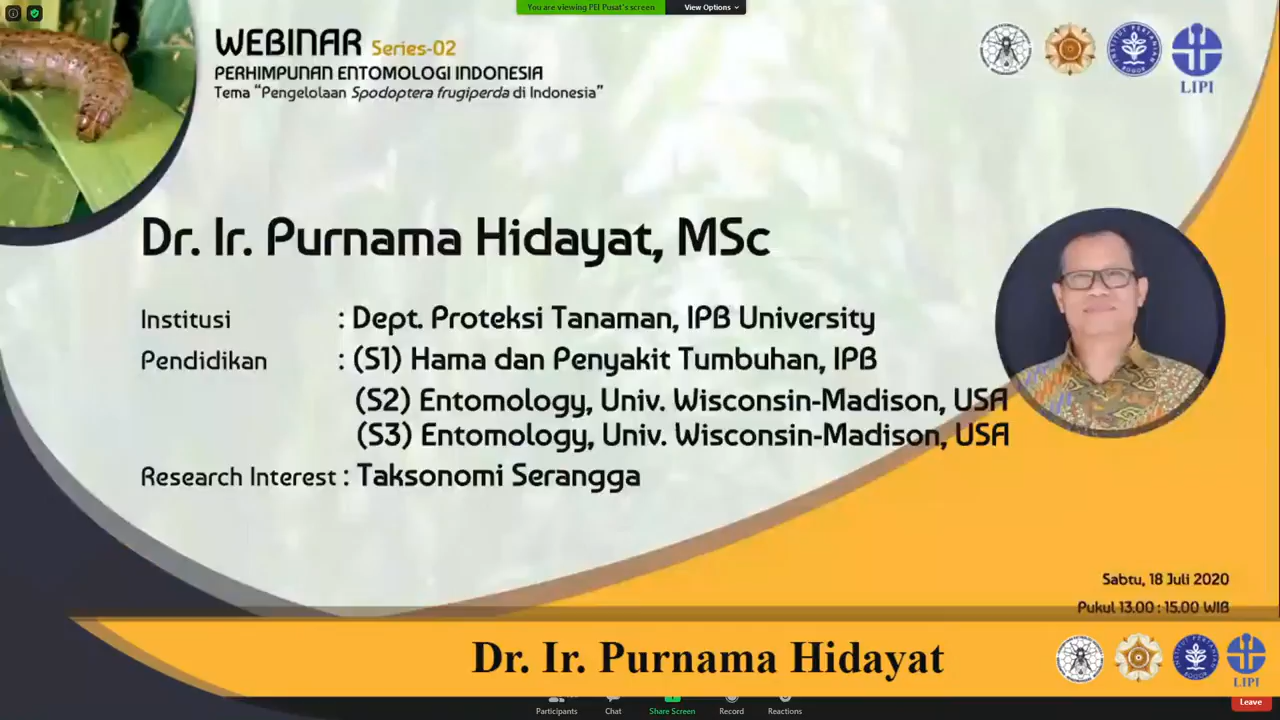 You are viewing PEI Pusat's screen
View Options
WEBINAR Series-02
PERHIMPUNAN ENTOMOLOGI INDONESIA
Tema "Pengelolaan Spodoptera frugiperda di Indonesia"
LIPI
Dr. Ir. Purnama Hidayat, MSc
Institusi : Dept. Proteksi Tanaman, IPB University
Pendidikan : (S1) Hama dan Penyakit Tumbuhan, IPB
(S2) Entomology, Univ. Wisconsin-Madison, USA
(S3) Entomology, Univ. Wisconsin-Madison, USA
Research Interest : Taksonomi Serangga
Sabtu, 18 Juli 2020
Pukul 13.00 : 15.00 WIB
Dr. Ir. Purnama Hidayat
LIPI
Participants
Chat
Share Screen
Record
Reactions
Leave